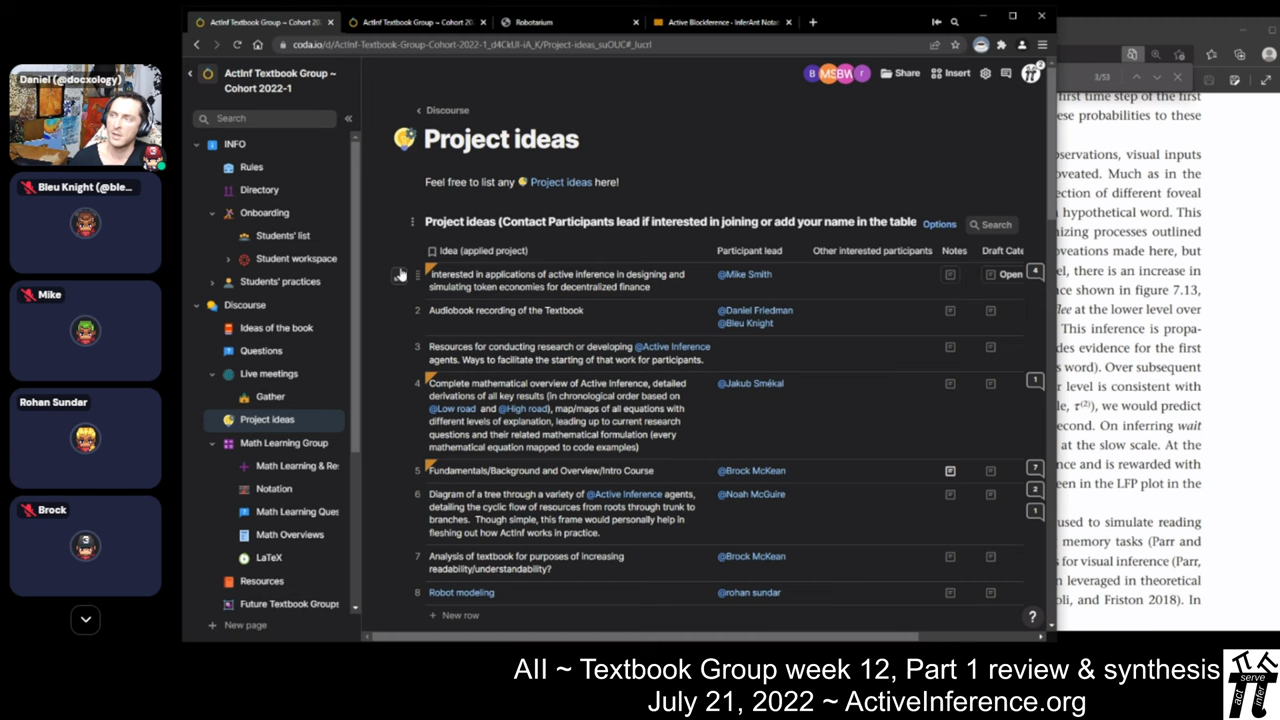 Daniel (@docxology)
Bleu Knight (@ble...
Mike
Rohan Sundar
Brock
ActInf Textbook Group ~ Cohort 202
ActInf Textbook Group ~ Cohort 202
Robotarium
Active Blockference - InferAnt Notat
coda.io/d/ActInf-Textbook-Group-Cohort-2022-1_d4CkUI-iA_K/Project-ideas_suOUC#_lucrl
ActInf Textbook Group ~
Cohort 2022-1
Search
INFO
Rules
Directory
Onboarding
Students' list
Student workspace
Students' practices
Discourse
Ideas of the book
Questions
Live meetings
Gather
Project ideas
Math Learning Group
Math Learning & Re
Notation
Math Learning Ques
Math Overviews
LaTeX
Resources
Future Textbook Groups
New page
Share
Insert
Discourse
Project ideas
Feel free to list any Project ideas here!
Project ideas (Contact Participants lead if interested in joining or add your name in the table
Options
Search
Idea (applied project) Participant lead Other interested participants Notes Draft Cate
Interested in applications of active inference in designing and
simulating token economies for decentralized finance
@Mike Smith
Open
4
2 Audiobook recording of the Textbook
@Daniel Friedman
@Bleu Knight
3 Resources for conducting research or developing @Active Inference
agents. Ways to facilitate the starting of that work for participants.
4 Complete mathematical overview of Active Inference, detailed
derivations of all key results (in chronological order based on
@Low road and @High road), map/maps of all equations with
different levels of explanation, leading up to current research
questions and their related mathematical formulation (every
mathematical equation mapped to code examples)
@Jakub Smékal
1
5 Fundamentals/Background and Overview/Intro Course
@Brock McKean
7
6 Diagram of a tree through a variety of @Active Inference agents,
detailing the cyclic flow of resources from roots through trunk to
branches. Though simple, this frame would personally help in
fleshing out how ActInf works in practice.
@Noah McGuire
2
1
7 Analysis of textbook for purposes of increasing
readability/understandability?
@Brock McKean
8 Robot modeling
@rohan sundar
New row
3/53
first time step of the first
ese probabilities to these
servations, visual inputs
oveated. Much as in the
ection of different foveal
hypothetical word. This
nizing processes outlined
oveations made here, but
el, there is an increase in
ce shown in figure 7.13,
flee at the lower level over
This inference is propa-
des evidence for the first
s word). Over subsequent
r level is consistent with
le, τ(2)), we would predict
econd. On inferring wait
at the slow scale. At the
nce and is rewarded with
een in the LFP plot in the
used to simulate reading
memory tasks (Parr and
s for visual inference (Parr,
n leveraged in theoretical
oli, and Friston 2018). In
AII ~ Textbook Group week 12, Part 1 review & synthesis
July 21, 2022 ~ ActiveInference.org
serve
act
infer